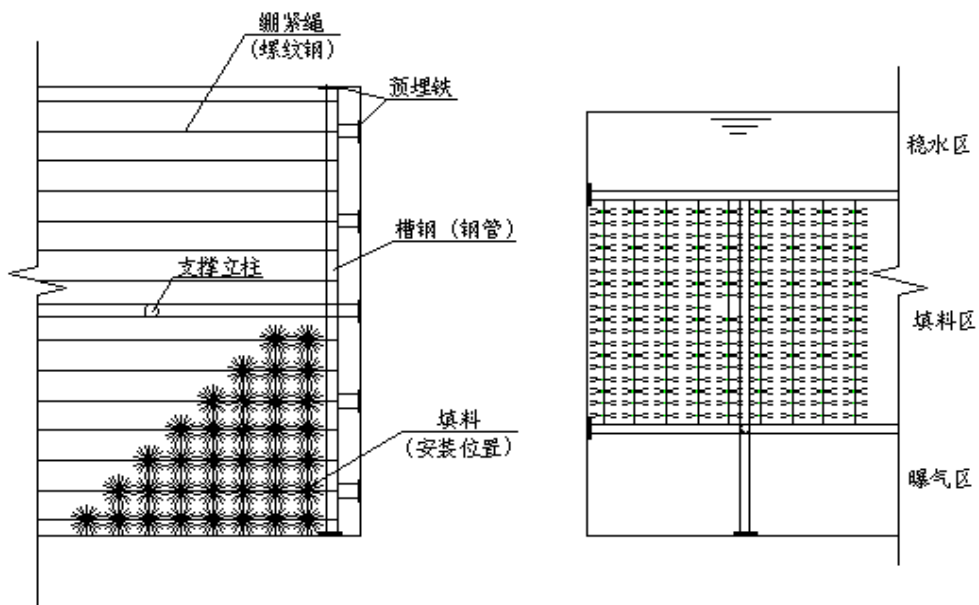 绷紧绳
(螺纹钢)
预埋铁
槽钢(钢管)
支撑立柱
填料
(安装位置)
稳水区
填料区
曝气区